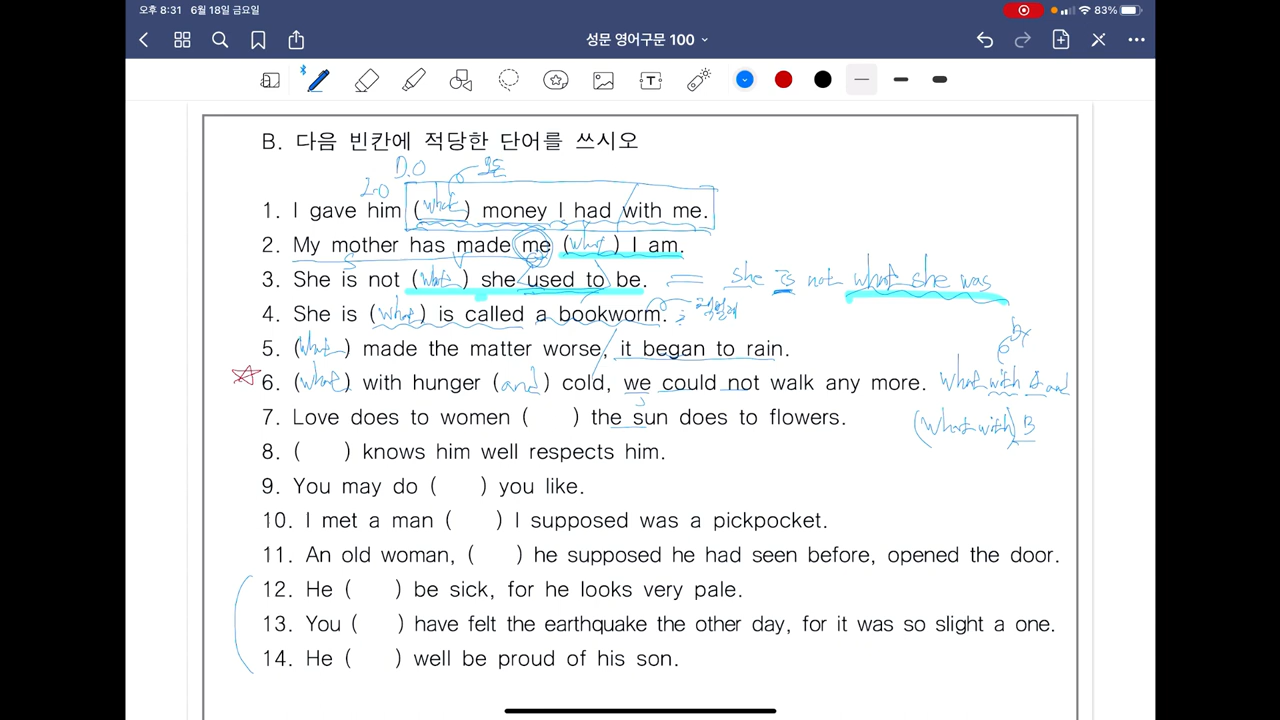 오후 8:31 6월 18일 금요일
83%
성문 영어구문 100
B. 다음 빈칸에 적당한 단어를 쓰시오
D.O
I.O
1. I gave him (what) money I had with me.
2. My mother has made me (what) I am.
S V
3. She is not (what) she used to be. = she is not what she was
4. She is (what) is called a bookworm. :
5. (what) made the matter worse, it began to rain.
6. (what) with hunger (and) cold, we could not walk any more. What with A and
S
7. Love does to women ( ) the sun does to flowers. (what with) B
8. ( ) knows him well respects him.
9. You may do ( ) you like.
10. I met a man ( ) I supposed was a pickpocket.
11. An old woman, ( ) he supposed he had seen before, opened the door.
12. He ( ) be sick, for he looks very pale.
13. You ( ) have felt the earthquake the other day, for it was so slight a one.
14. He ( ) well be proud of his son.